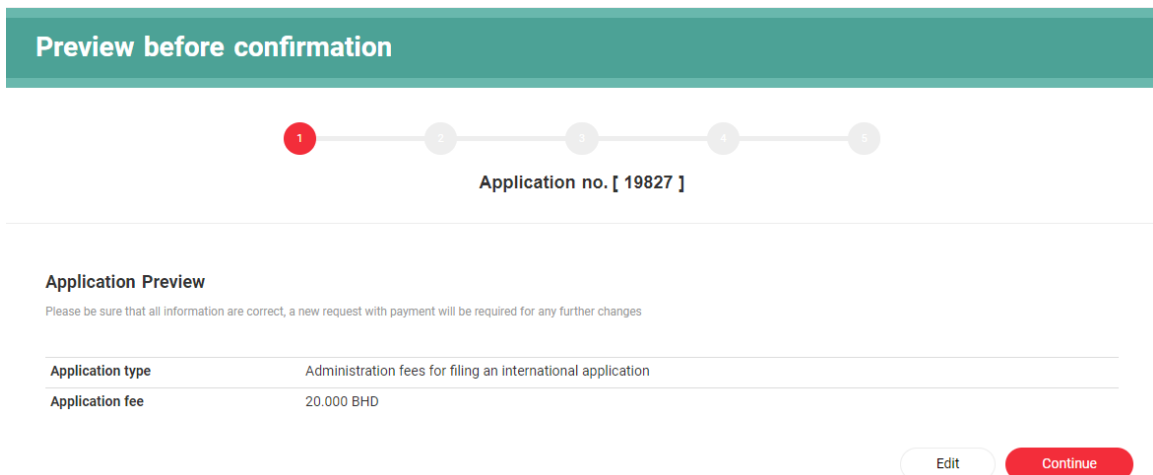 Preview before confirmation
1 2 3 4 5
Application no. [ 19827 ]
Application Preview
Please be sure that all information are correct, a new request with payment will be required for any further changes
Application type Administration fees for filing an international application
Application fee 20.000 BHD
Edit Continue